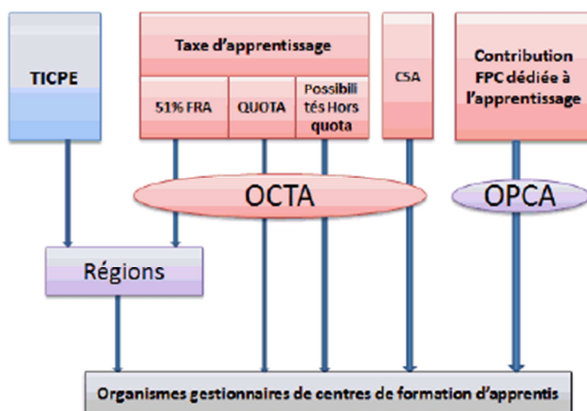 TICPE
Taxe d'apprentissage
51% FRA
QUOTA
Possibili
tés Hors
quota
CSA
Contribution
FPC dédiée à
l'apprentissage
OCTA
OPCA
Régions
Organismes gestionnaires de centres de formation d'apprentis